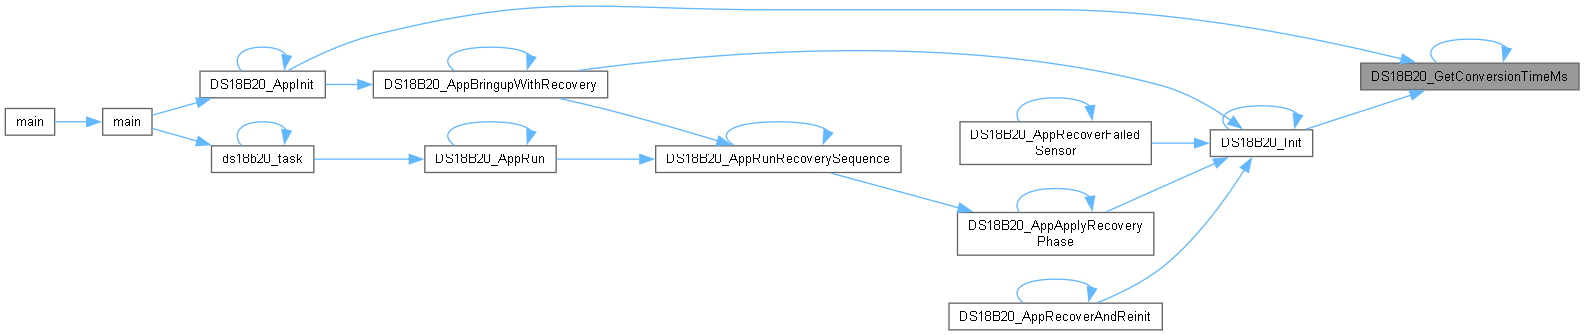 main
main
DS18B20_AppInit
ds18b20_task
DS18B20_AppBringupWithRecovery
DS18B20_AppRun
DS18B20_AppRunRecoverySequence
DS18B20_AppRecoverFailed
Sensor
DS18B20_AppApplyRecovery
Phase
DS18B20_AppRecoverAndReinit
DS18B20_Init
DS18B20_GetConversionTimeMs